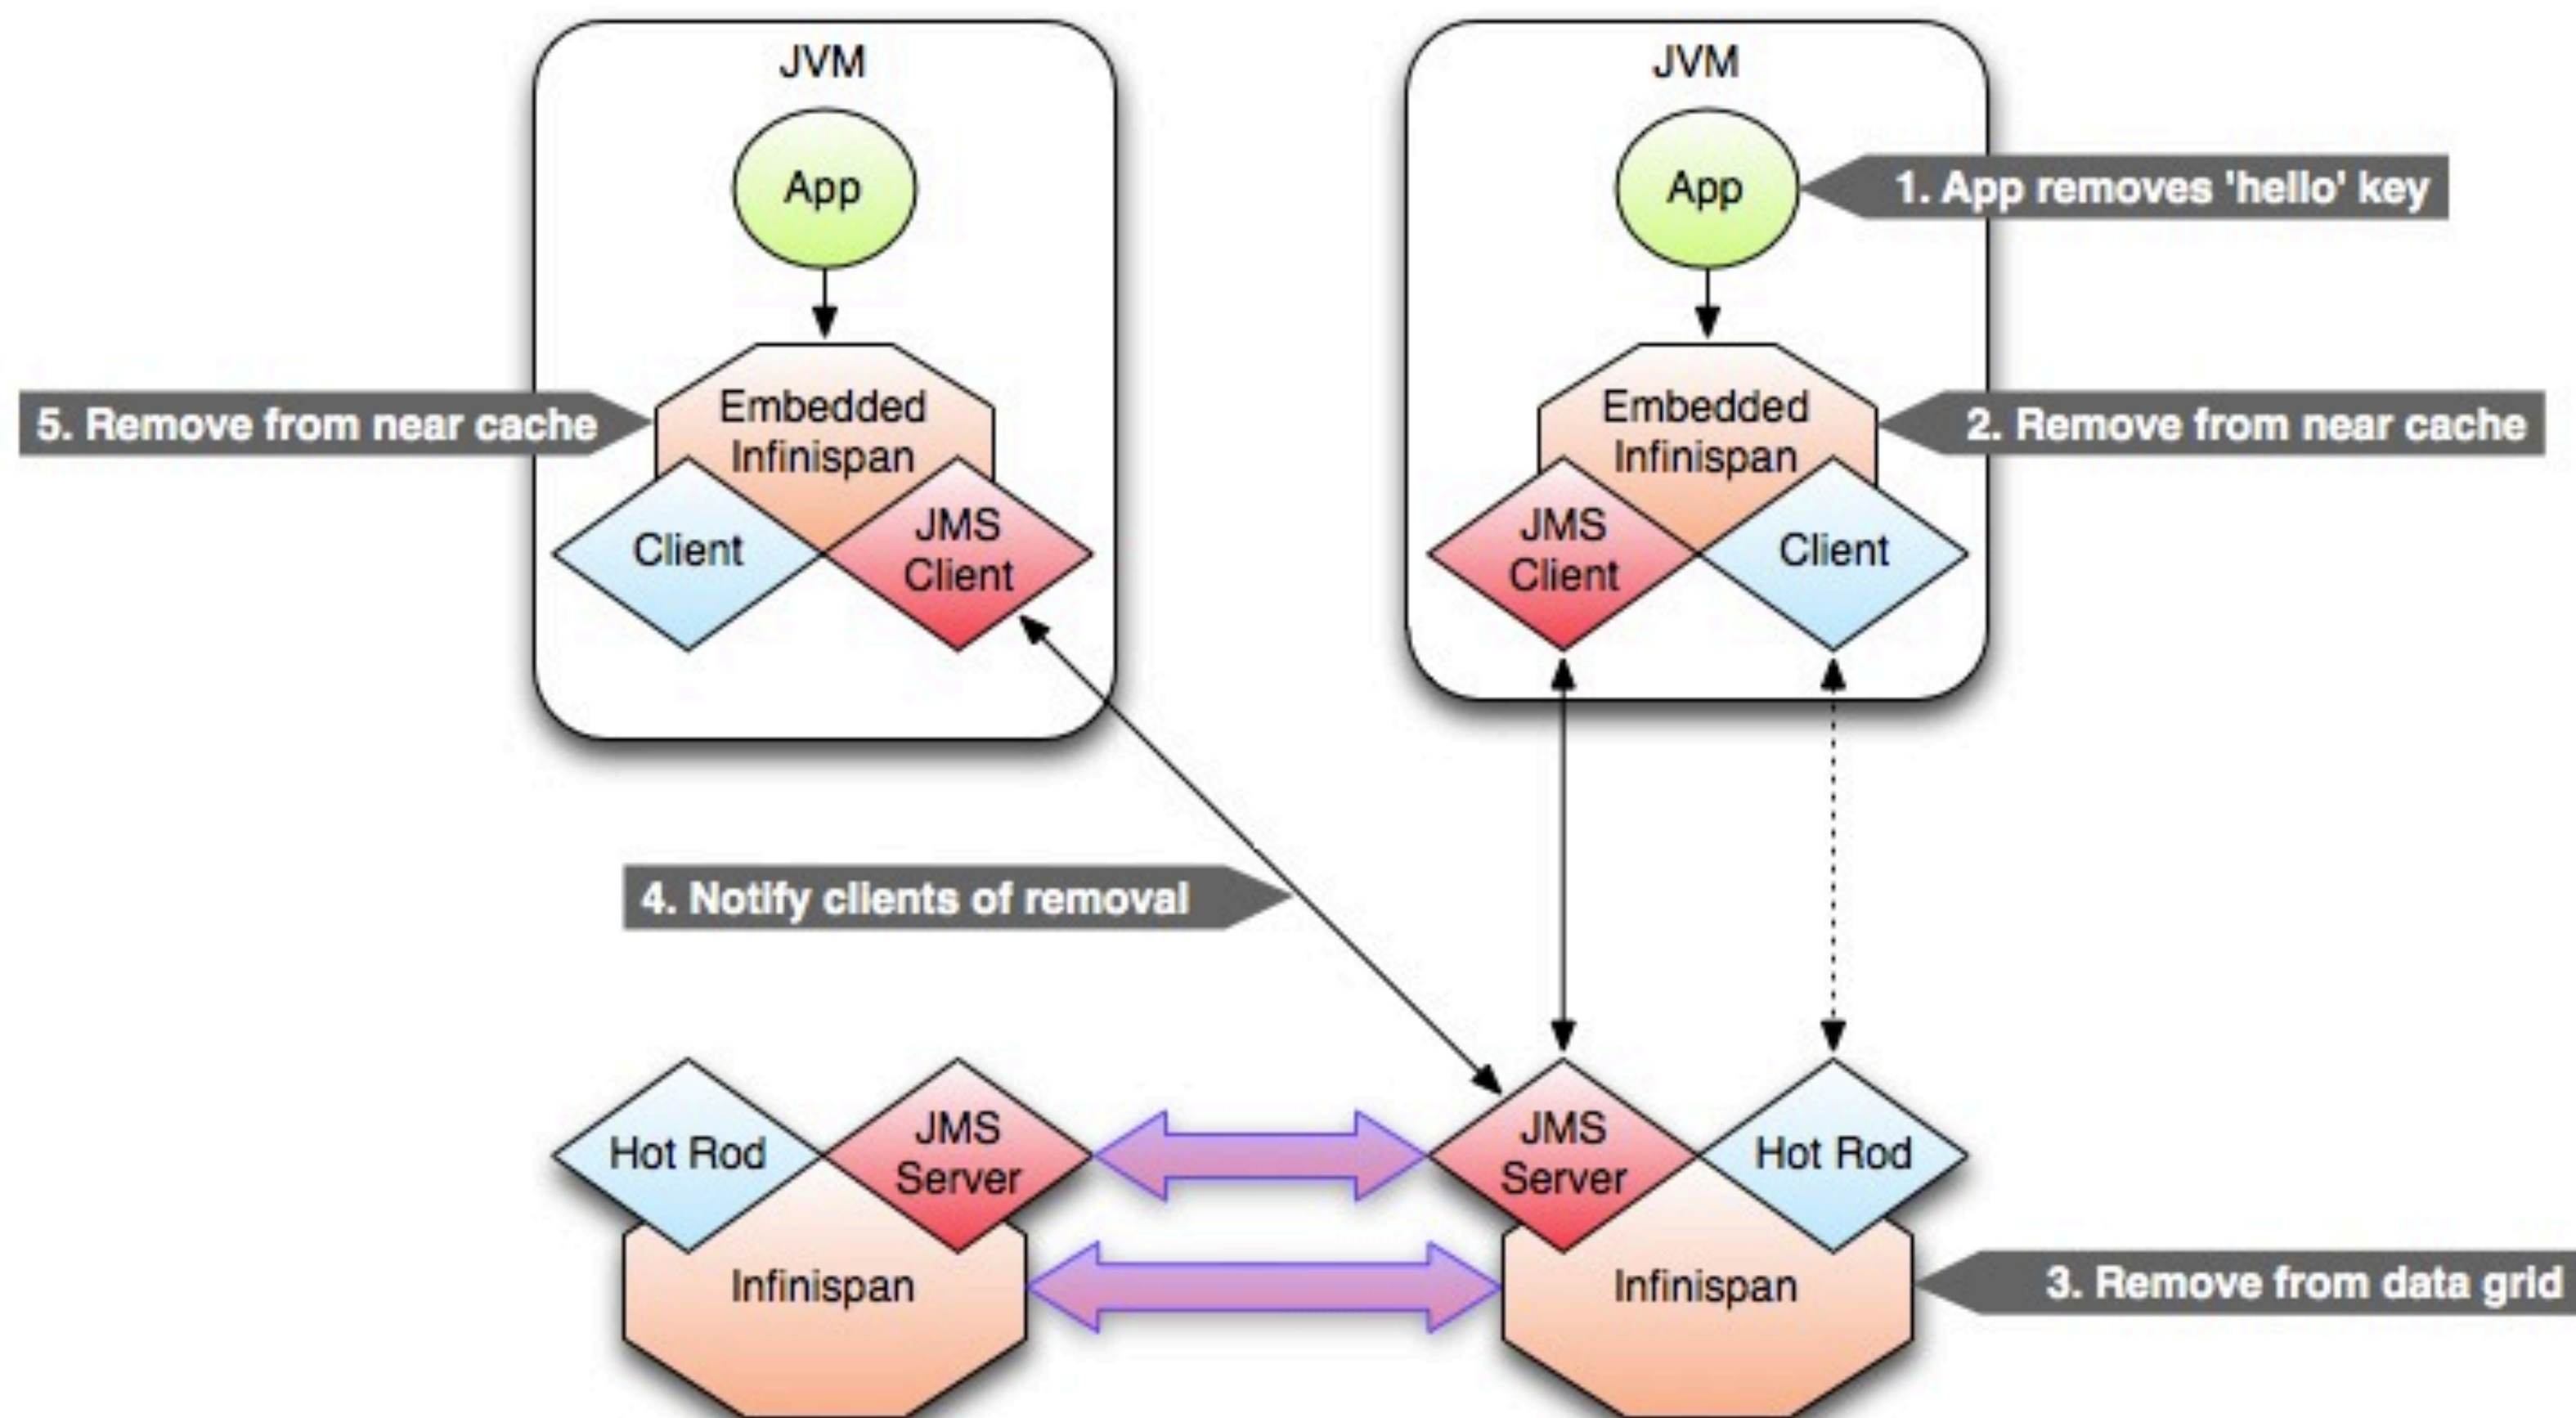 JVM
JVM
App
App
1. App removes 'hello' key
Embedded
Infinispan
Embedded
Infinispan
5. Remove from near cache
2. Remove from near cache
Client
JMS
Client
JMS
Client
Client
4. Notify clients of removal
Hot Rod
JMS
Server
JMS
Server
Hot Rod
Infinispan
Infinispan
3. Remove from data grid